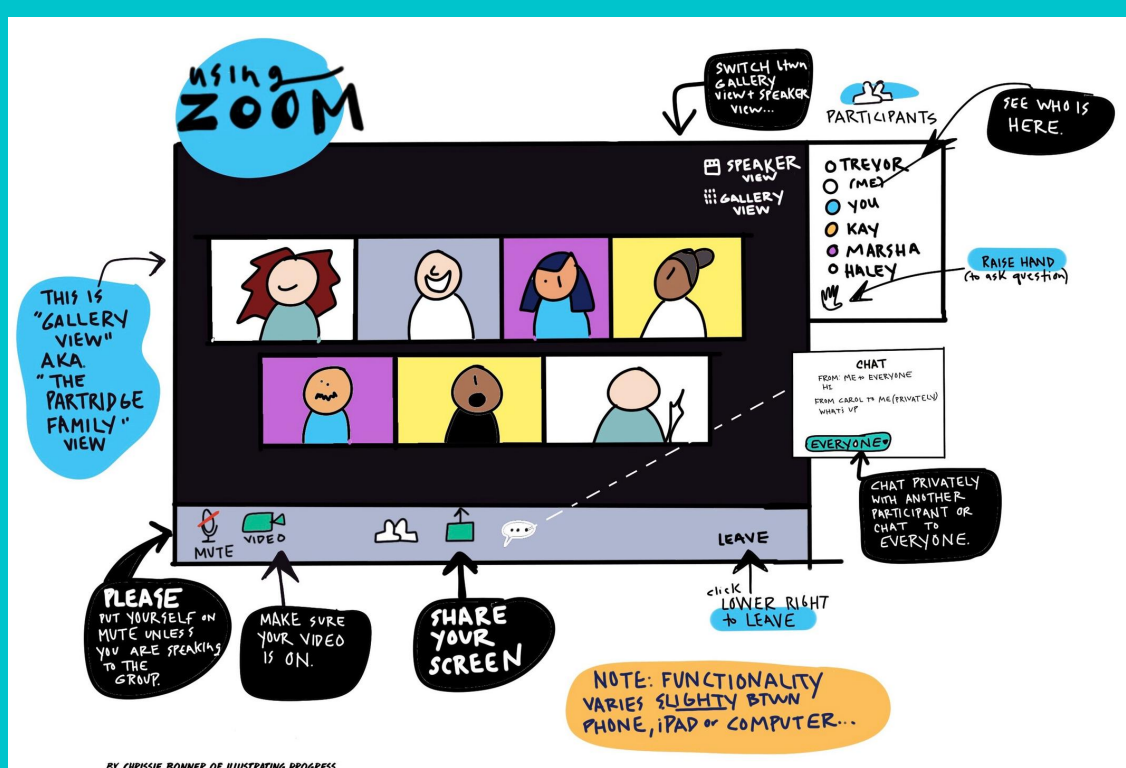 using
ZOOM
SWITCH btwn
GALLERY
VIEW + SPEAKER
VIEW...
PARTICIPANTS
SEE WHO IS
HERE.
SPEAKER
VIEW
GALLERY
VIEW
TREVOR
(ME)
YOU
KAY
MARSHA
HALEY
RAISE HAND
(to ask question)
THIS IS
"GALLERY
VIEW"
AKA.
"THE
PARTRIDGE
FAMILY"
VIEW
CHAT
FROM: ME to EVERYONE
HI
FROM CAROL to ME (PRIVATELY)
WHAT'S UP
EVERYONE
CHAT PRIVATELY
WITH ANOTHER
PARTICIPANT OR
CHAT TO
EVERYONE.
MUTE
VIDEO
LEAVE
PLEASE
PUT YOURSELF ON
MUTE UNLESS
YOU ARE SPEAKING
TO THE
GROUP.
MAKE SURE
YOUR VIDEO
IS ON.
SHARE
YOUR
SCREEN
click
LOWER RIGHT
to LEAVE
NOTE: FUNCTIONALITY
VARIES SLIGHTY BTWN
PHONE, iPAD or COMPUTER...
BY CHRISSIE BONNER OF ILLUSTRATING PROGRESS